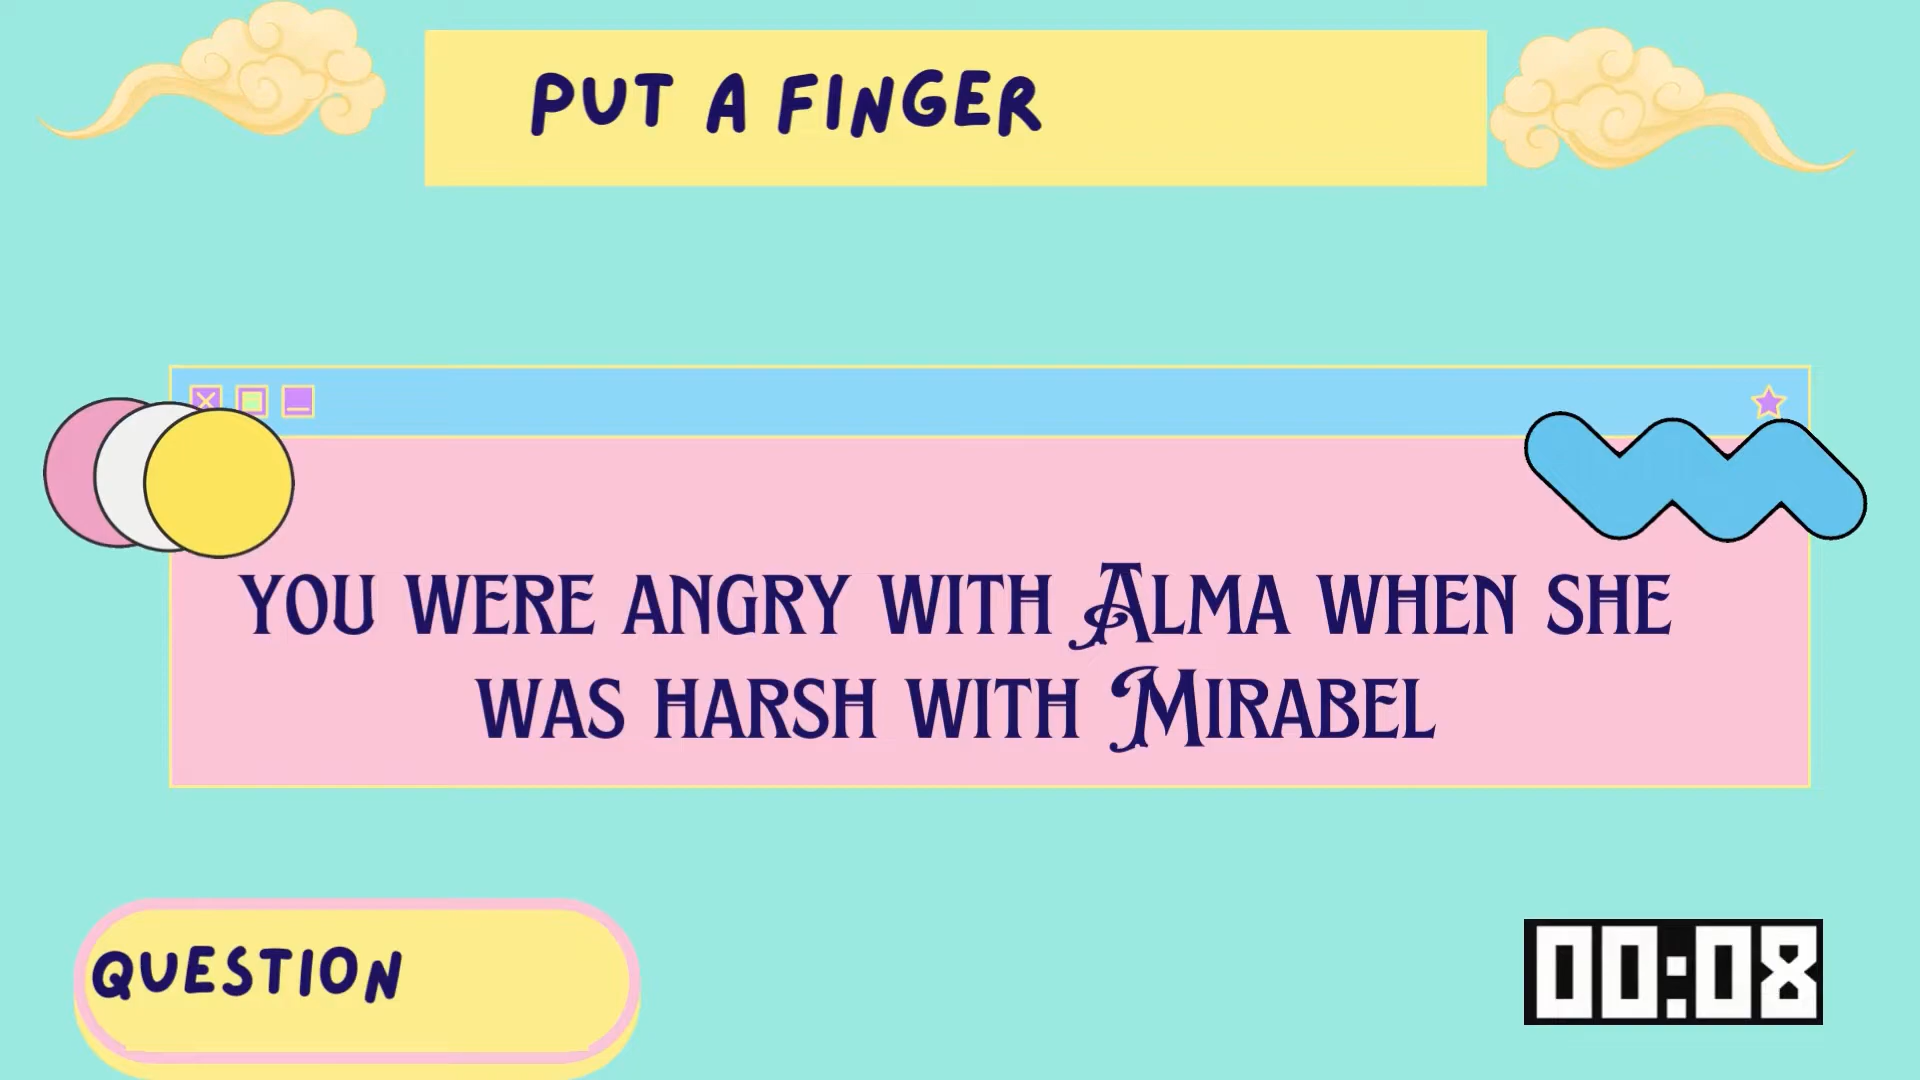 PUT A FINGER
YOU WERE ANGRY WITH ALMA WHEN SHE
WAS HARSH WITH MIRABEL
QUESTION
00:08